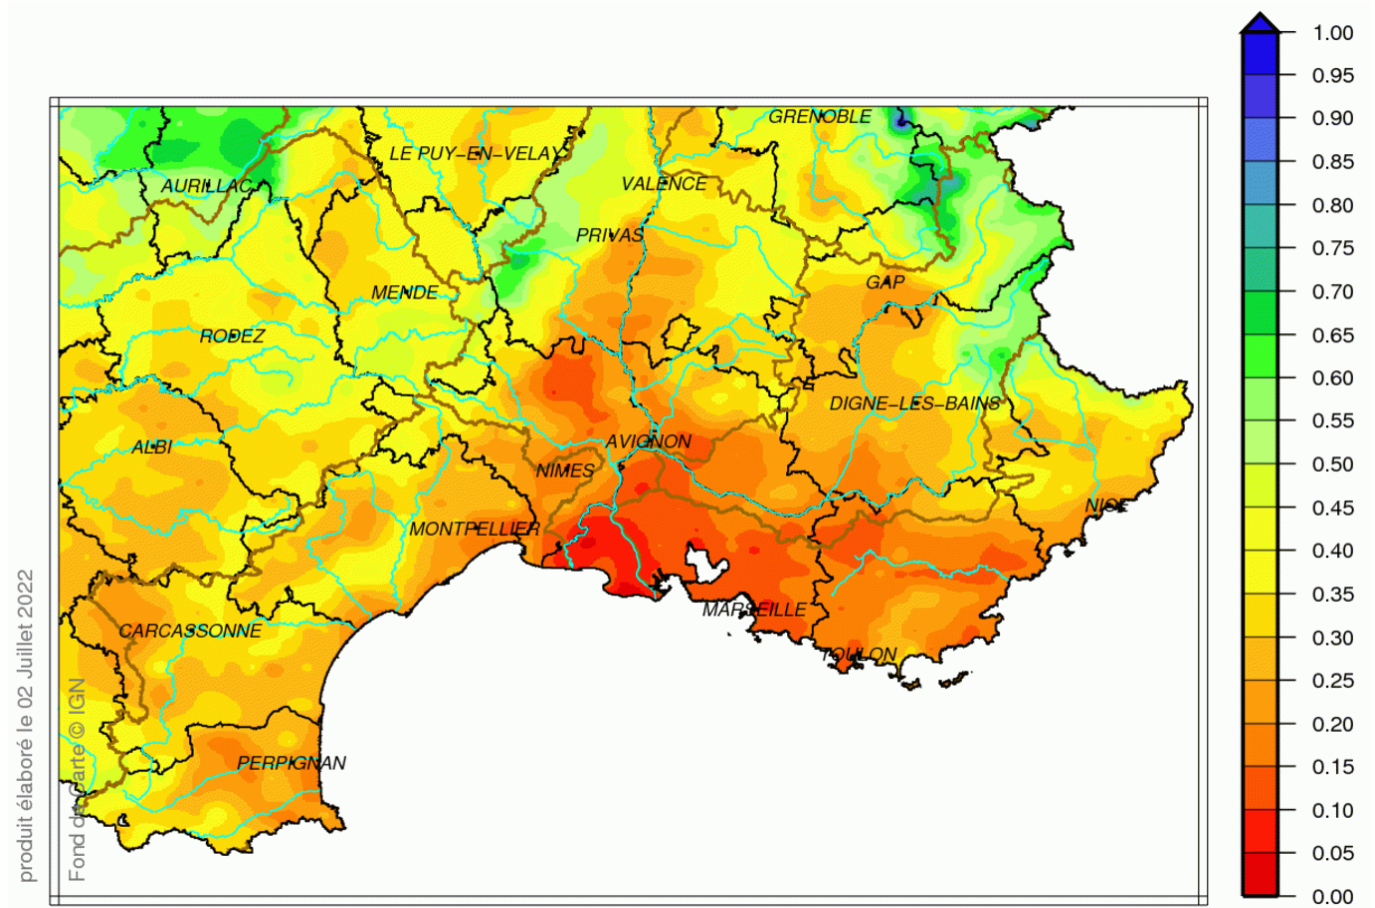 1.00
0.95
0.90
0.85
0.80
0.75
0.70
0.65
0.60
0.55
0.50
0.45
0.40
0.35
0.30
0.25
0.20
0.15
0.10
0.05
0.00
GRENOBLE
LE PUY-EN-VELAY
AURILLAC
VALENCE
PRIVAS
GAP
MENDE
RODEZ
DIGNE-LES-BAINS
ALBI
AVIGNON
NIMES
NICE
MONTPELLIER
MARSEILLE
CARCASSONNE
TOULON
PERPIGNAN
produit élaboré le 02 Juillet 2022
Fond de Carte © IGN